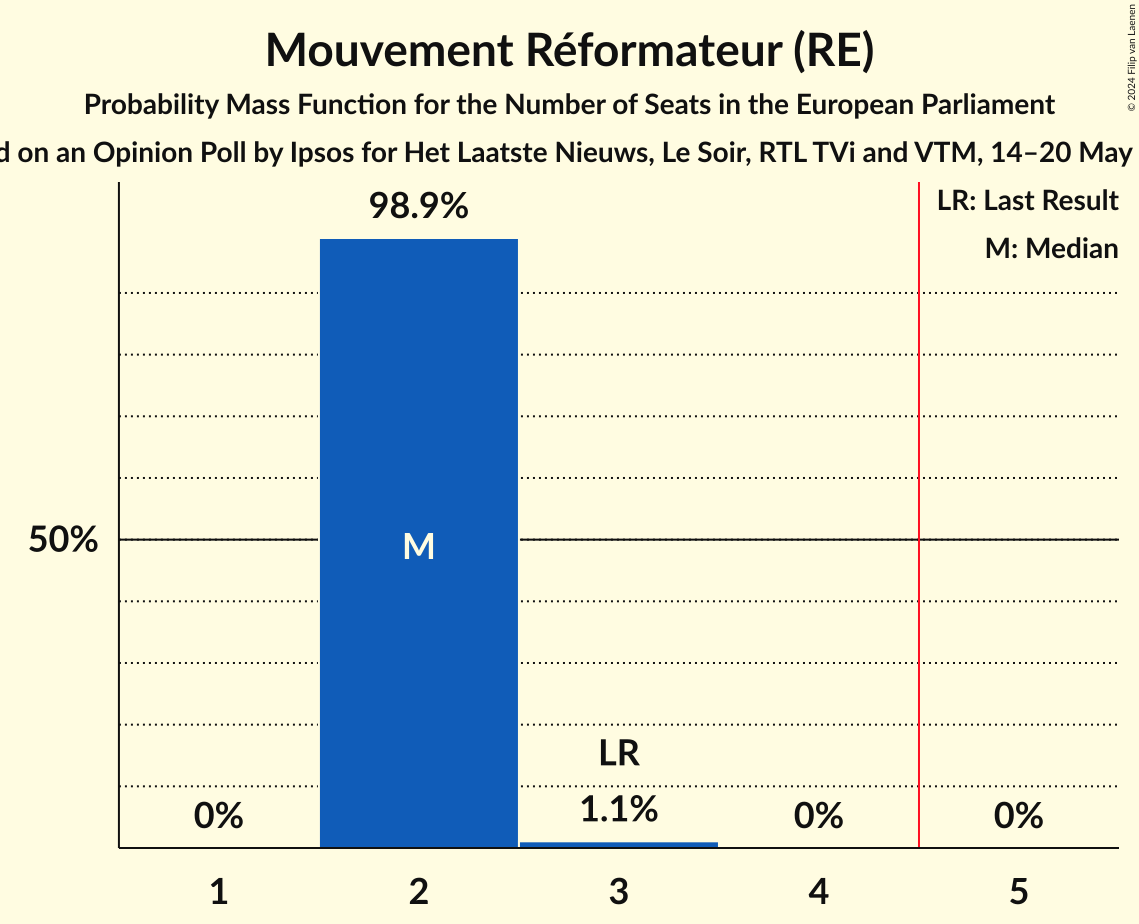 Mouvement Réformateur (RE)
Probability Mass Function for the Number of Seats in the European Parliament
on an Opinion Poll by Ipsos for Het Laatste Nieuws, Le Soir, RTL TVi and VTM, 14–20 May
© 2024 Filip van Laenen
LR: Last Result
M: Median
98.9%
50%
M
LR
0%
1.1%
0%
0%
1
2
3
4
5